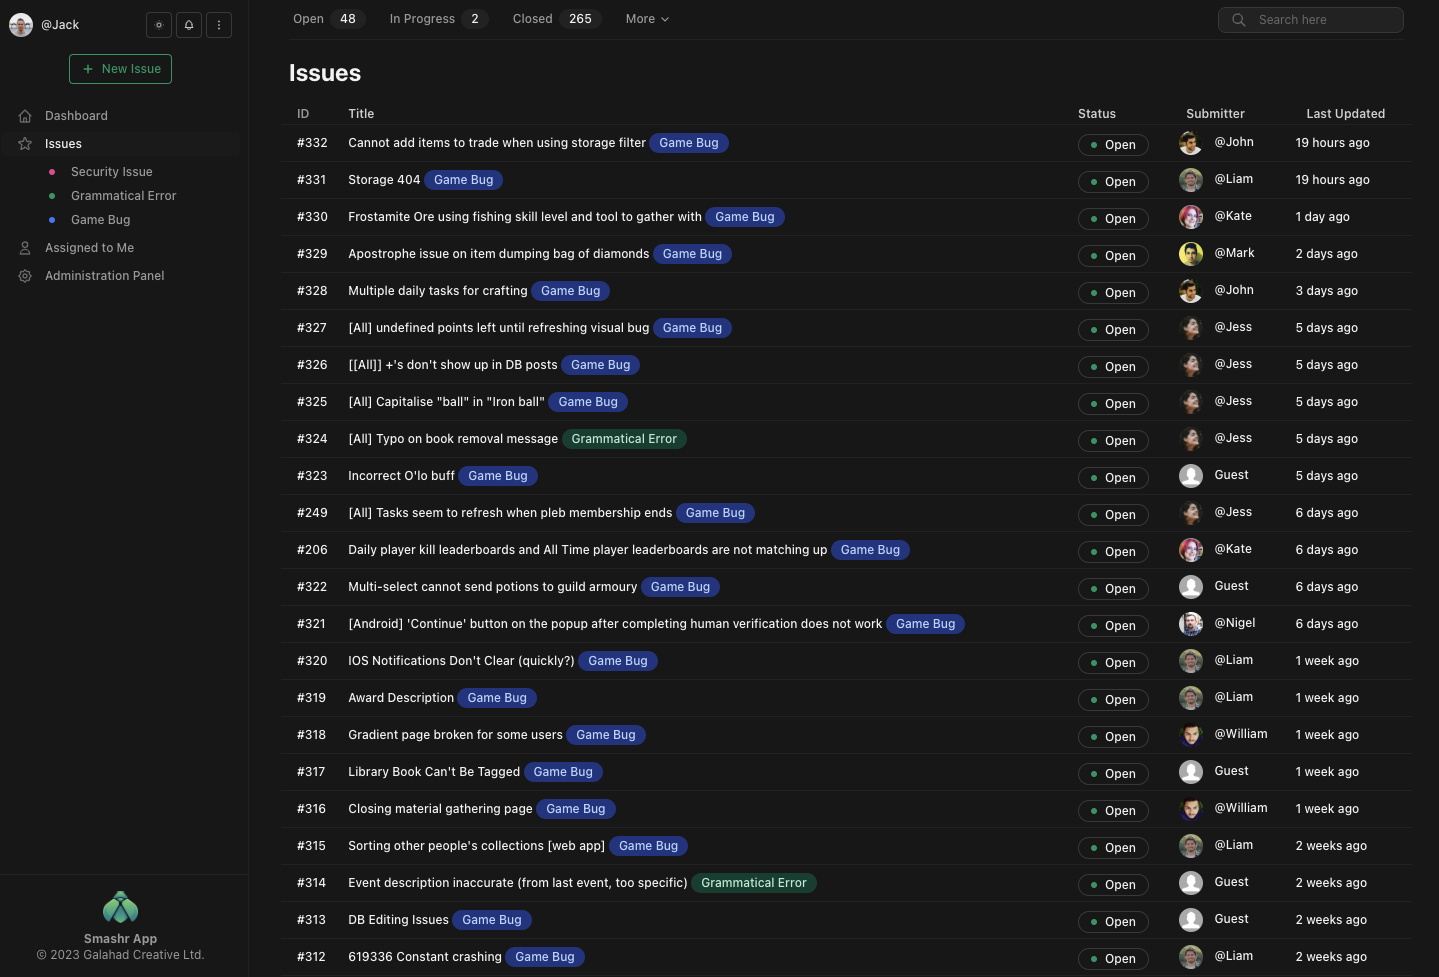 @Jack
New Issue
Dashboard
Issues
Security Issue
Grammatical Error
Game Bug
Assigned to Me
Administration Panel
Smashr App
© 2023 Galahad Creative Ltd.
Open 48 In Progress 2 Closed 265 More Search here
Issues
ID Title Status Submitter Last Updated
#332 Cannot add items to trade when using storage filter Game Bug Open @John 19 hours ago
#331 Storage 404 Game Bug Open @Liam 19 hours ago
#330 Frostamite Ore using fishing skill level and tool to gather with Game Bug Open @Kate 1 day ago
#329 Apostrophe issue on item dumping bag of diamonds Game Bug Open @Mark 2 days ago
#328 Multiple daily tasks for crafting Game Bug Open @John 3 days ago
#327 [All] undefined points left until refreshing visual bug Game Bug Open @Jess 5 days ago
#326 [[All]] +'s don't show up in DB posts Game Bug Open @Jess 5 days ago
#325 [All] Capitalise "ball" in "Iron ball" Game Bug Open @Jess 5 days ago
#324 [All] Typo on book removal message Grammatical Error Open @Jess 5 days ago
#323 Incorrect O'lo buff Game Bug Open Guest 5 days ago
#249 [All] Tasks seem to refresh when pleb membership ends Game Bug Open @Jess 6 days ago
#206 Daily player kill leaderboards and All Time player leaderboards are not matching up Game Bug Open @Kate 6 days ago
#322 Multi-select cannot send potions to guild armoury Game Bug Open Guest 6 days ago
#321 [Android] 'Continue' button on the popup after completing human verification does not work Game Bug Open @Nigel 6 days ago
#320 IOS Notifications Don't Clear (quickly?) Game Bug Open @Liam 1 week ago
#319 Award Description Game Bug Open @Liam 1 week ago
#318 Gradient page broken for some users Game Bug Open @William 1 week ago
#317 Library Book Can't Be Tagged Game Bug Open Guest 1 week ago
#316 Closing material gathering page Game Bug Open @William 1 week ago
#315 Sorting other people's collections [web app] Game Bug Open @Liam 2 weeks ago
#314 Event description inaccurate (from last event, too specific) Grammatical Error Open Guest 2 weeks ago
#313 DB Editing Issues Game Bug Open Guest 2 weeks ago
#312 619336 Constant crashing Game Bug Open @Liam 2 weeks ago